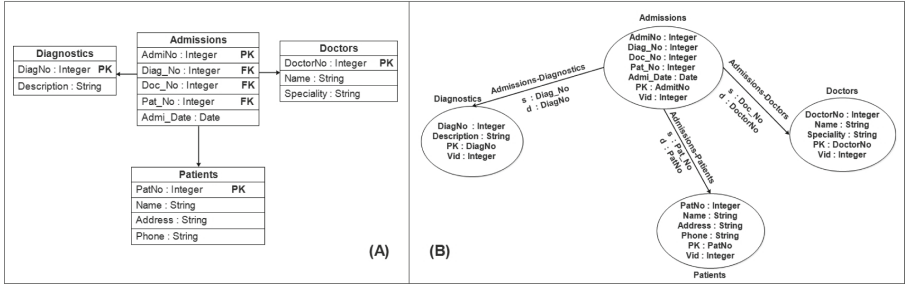 Admissions
AdmiNo : Integer PK
Diag_No : Integer FK
Doc_No : Integer FK
Pat_No : Integer FK
Admi_Date : Date
Diagnostics
DiagNo : Integer PK
Description : String
Doctors
DoctorNo : Integer PK
Name : String
Speciality : String
Patients
PatNo : Integer PK
Name : String
Address : String
Phone : String
(A)
Admissions
AdmiNo : Integer
Diag_No : Integer
Doc_No : Integer
Pat_No : Integer
Admi_Date : Date
PK : AdmitNo
Vid : Integer
Admissions-Diagnostics
s : Diag_No
d : DiagNo
Admissions-Doctors
s : Doc_No
d : DoctorNo
Admissions-Patients
s : Pat_No
d : PatNo
Diagnostics
DiagNo : Integer
Description : String
PK : DiagNo
Vid : Integer
Doctors
DoctorNo : Integer
Name : String
Speciality : String
PK : DoctorNo
Vid : Integer
PatNo : Integer
Name : String
Address : String
Phone : String
PK : PatNo
Vid : Integer
Patients
(B)